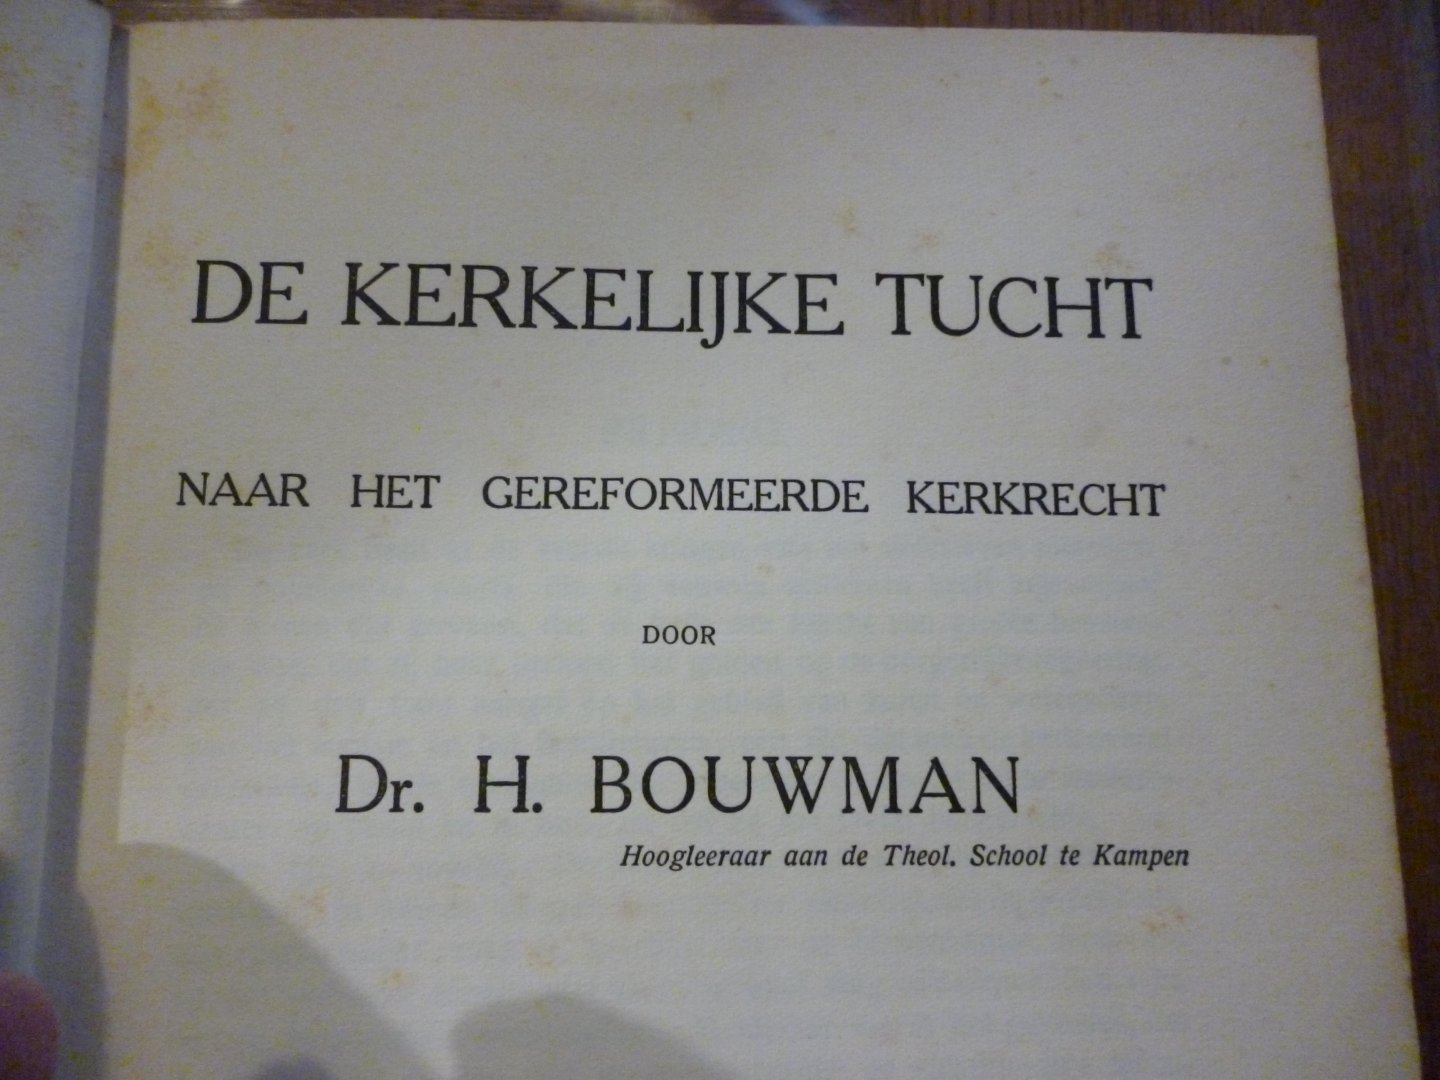 DE KERKELIJKE TUCHT
NAAR HET GEREFORMEERDE KERKRECHT
DOOR
Dr. H. BOUWMAN
Hoogleeraar aan de Theol. School te Kampen